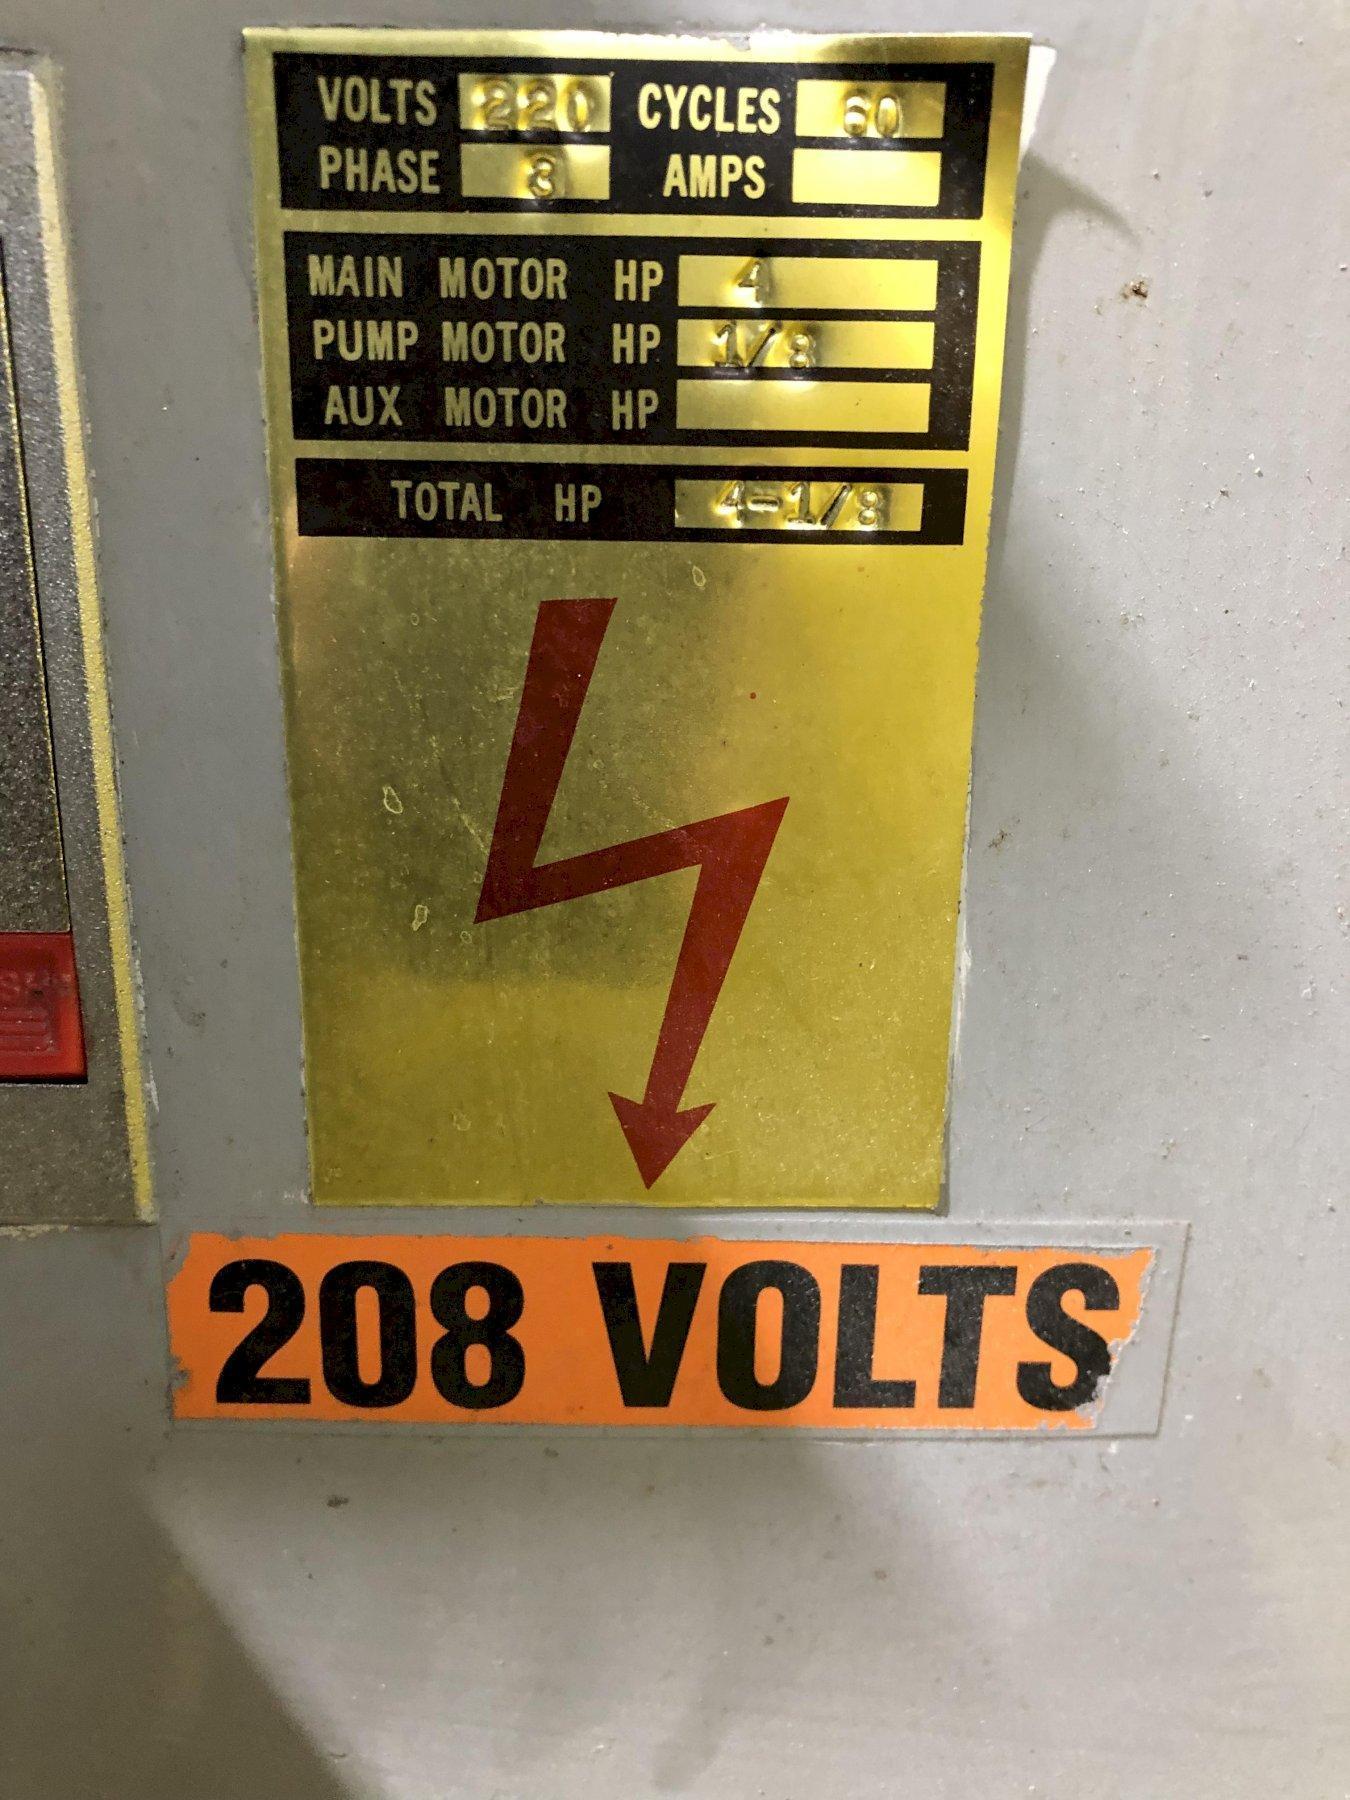 VOLTS 220 CYCLES 60
PHASE 3 AMPS
MAIN MOTOR HP 4
PUMP MOTOR HP 1/8
AUX MOTOR HP
TOTAL HP 4-1/8
208 VOLTS